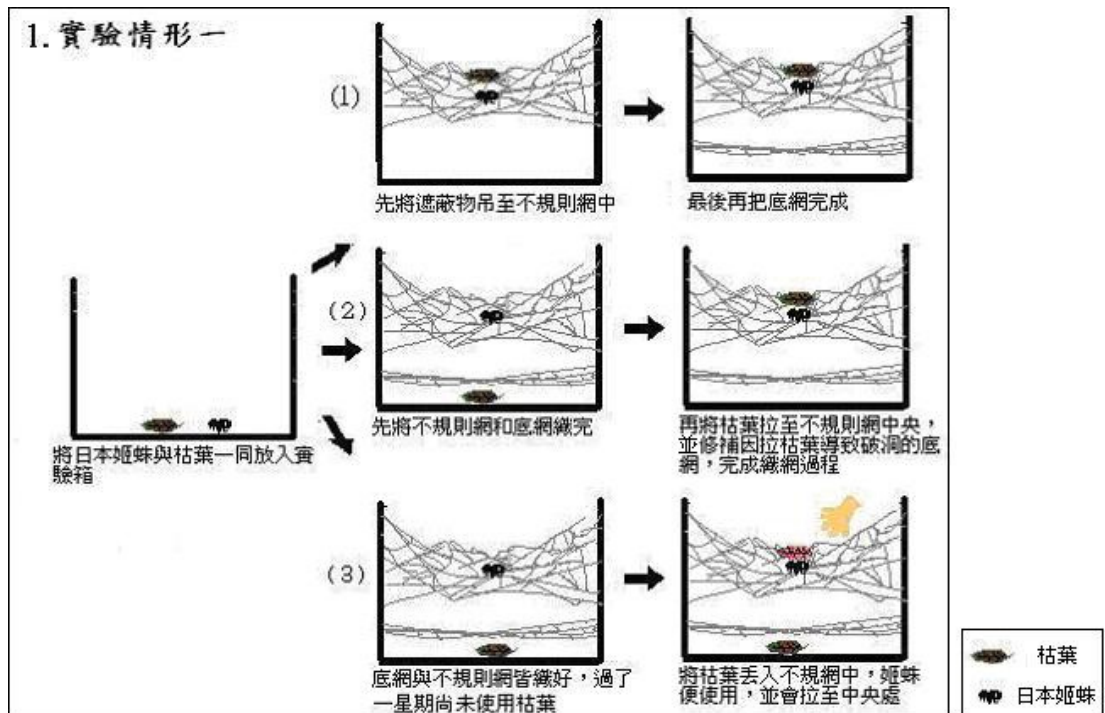 1.實驗情形一
(1)
先將遮蔽物吊至不規則網中
最後再把底網完成
將日本姬蛛與枯葉一同放入實
驗箱
(2)
先將不規則網和底網織完
再將枯葉拉至不規則網中央，
並修補因拉枯葉導致破洞的底
網，完成織網過程
(3)
底網與不規則網皆織好，過了
一星期尚未使用枯葉
將枯葉丟入不規網中，姬蛛
便使用，並會拉至中央處
枯葉
日本姬蛛